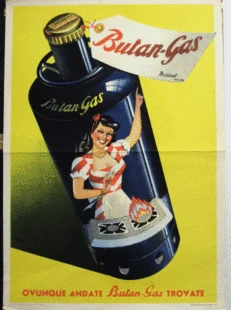 Butan-Gas
Butan Gas
OVUNQUE ANDATE Butan Gas TROVATE